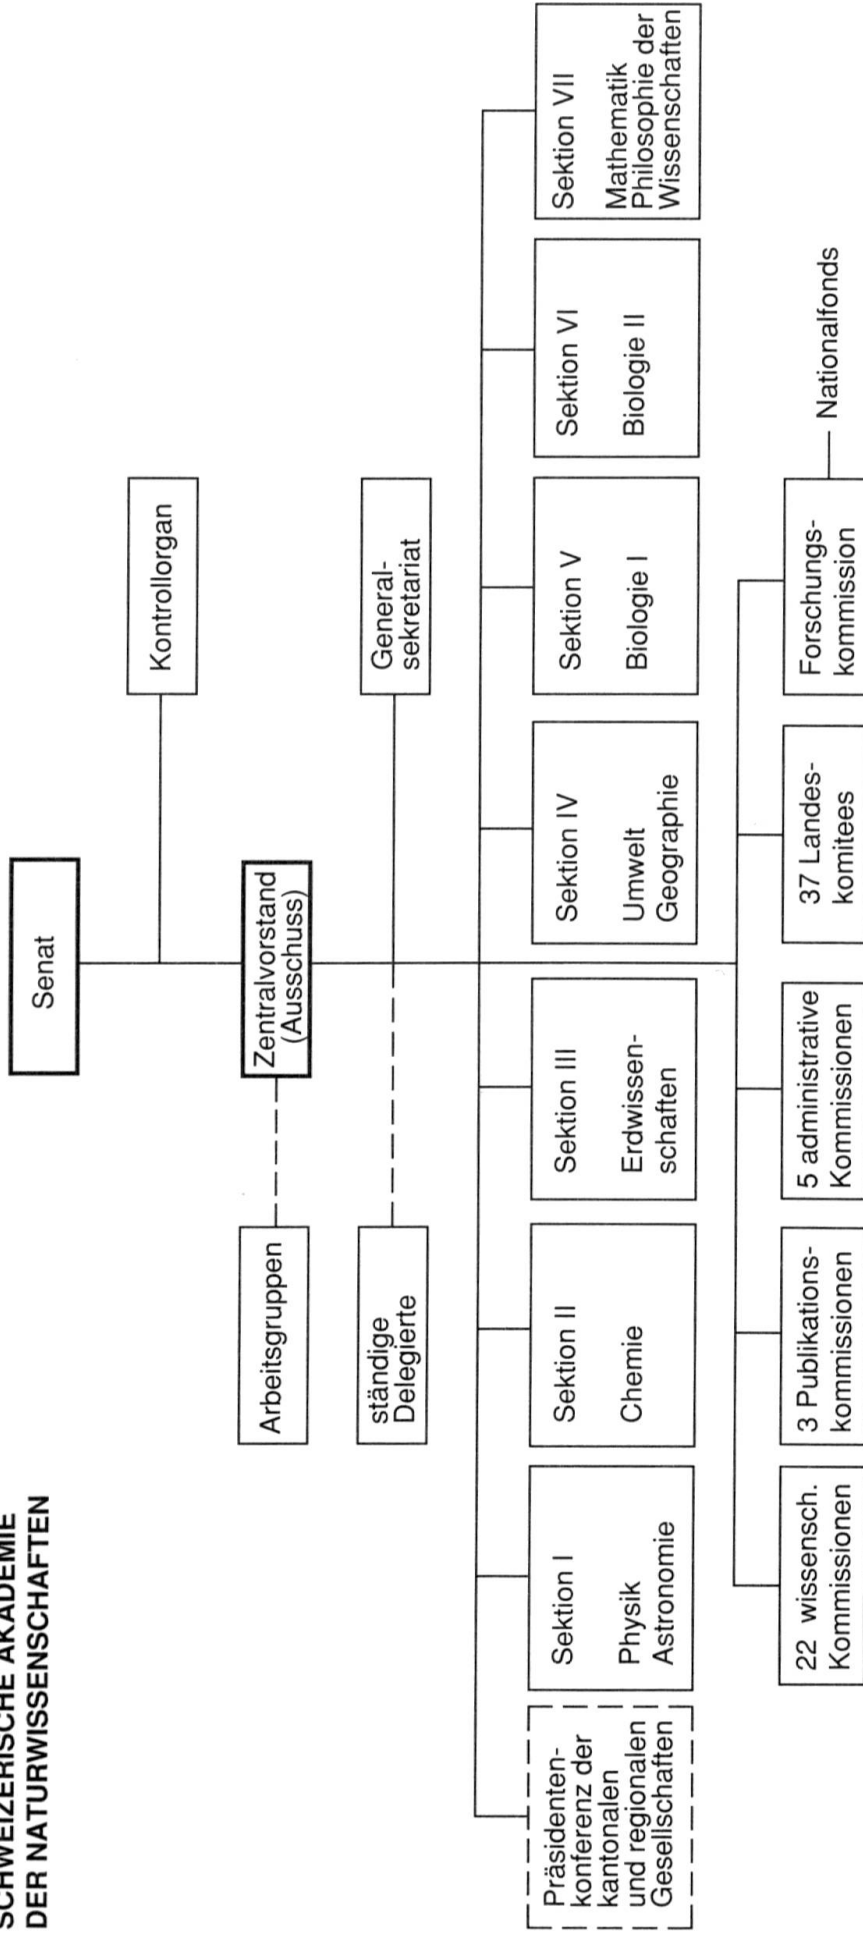 SCHWEIZERISCHE AKADEMIE
DER NATURWISSENSCHAFTEN
Senat
Kontrollorgan
Zentralvorstand
(Ausschuss)
Arbeitsgruppen
General-
sekretariat
ständige
Delegierte
Präsidenten-
konferenz der
kantonalen
und regionalen
Gesellschaften
Sektion I
Physik
Astronomie
Sektion II
Chemie
Sektion III
Erdwissen-
schaften
Sektion IV
Umwelt
Geographie
Sektion V
Biologie I
Sektion VI
Biologie II
Sektion VII
Mathematik
Philosophie der
Wissenschaften
22 wissensch.
Kommissionen
3 Publikations-
kommissionen
5 administrative
Kommissionen
37 Landes-
komitees
Forschungs-
kommission
Nationalfonds